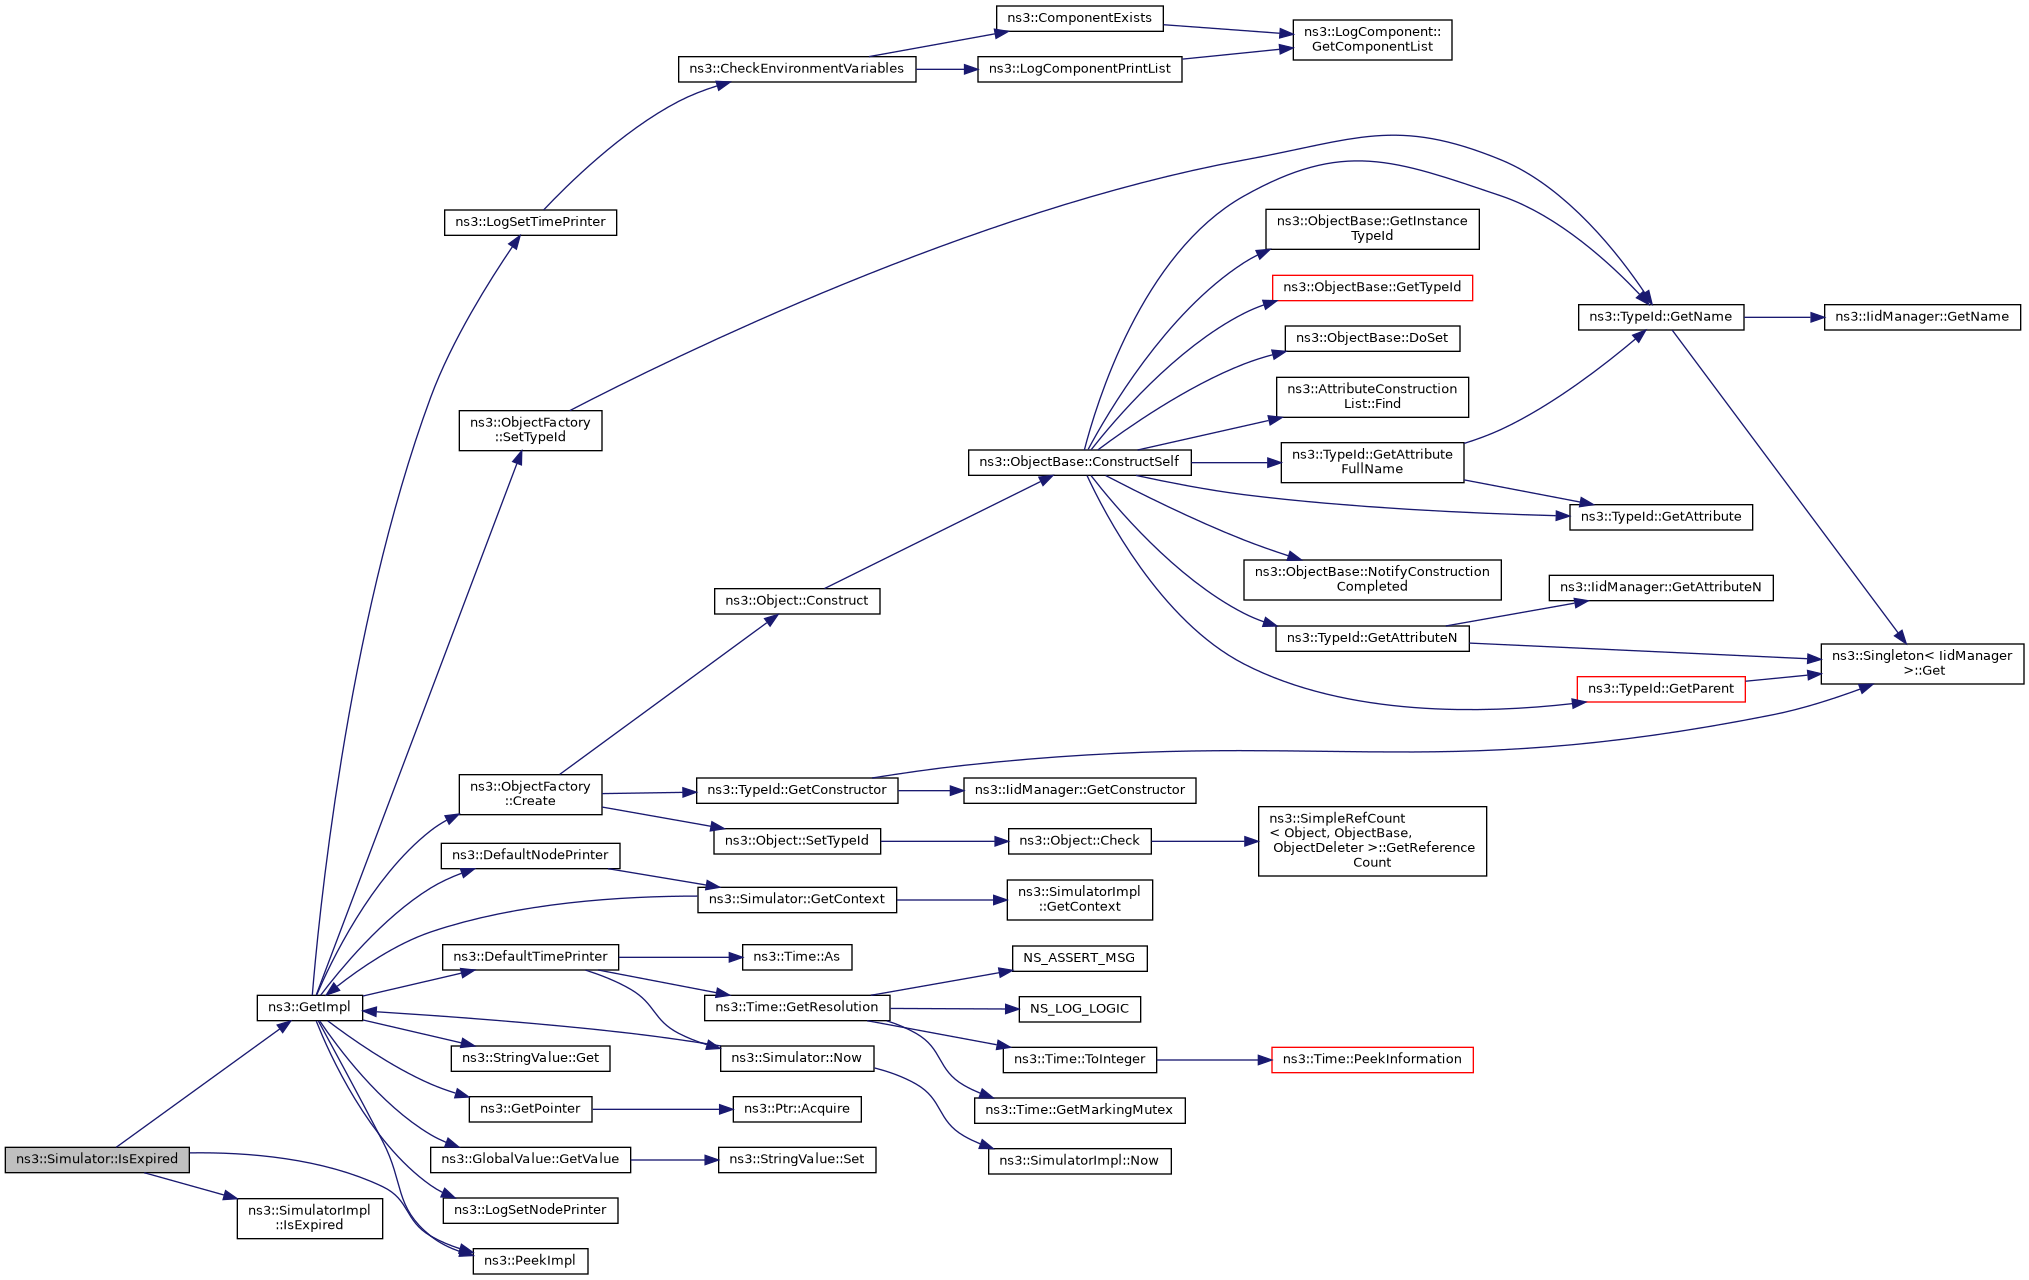 ns3::ComponentExists
ns3::LogComponent::
GetComponentList
ns3::CheckEnvironmentVariables
ns3::LogComponentPrintList
ns3::LogSetTimePrinter
ns3::ObjectBase::GetInstance
TypeId
ns3::ObjectBase::GetTypeId
ns3::TypeId::GetName
ns3::IidManager::GetName
ns3::ObjectBase::DoSet
ns3::AttributeConstruction
List::Find
ns3::ObjectFactory
::SetTypeId
ns3::ObjectBase::ConstructSelf
ns3::TypeId::GetAttribute
FullName
ns3::TypeId::GetAttribute
ns3::ObjectBase::NotifyConstruction
Completed
ns3::IidManager::GetAttributeN
ns3::Object::Construct
ns3::TypeId::GetAttributeN
ns3::Singleton< IidManager
>::Get
ns3::TypeId::GetParent
ns3::ObjectFactory
::Create
ns3::TypeId::GetConstructor
ns3::IidManager::GetConstructor
ns3::Object::SetTypeId
ns3::Object::Check
ns3::SimpleRefCount
< Object, ObjectBase,
ObjectDeleter >::GetReference
Count
ns3::DefaultNodePrinter
ns3::Simulator::GetContext
ns3::SimulatorImpl
::GetContext
ns3::DefaultTimePrinter
ns3::Time::As
NS_ASSERT_MSG
ns3::GetImpl
ns3::Time::GetResolution
NS_LOG_LOGIC
ns3::StringValue::Get
ns3::Simulator::Now
ns3::Time::ToInteger
ns3::Time::PeekInformation
ns3::GetPointer
ns3::Ptr::Acquire
ns3::Time::GetMarkingMutex
ns3::Simulator::IsExpired
ns3::GlobalValue::GetValue
ns3::StringValue::Set
ns3::SimulatorImpl::Now
ns3::SimulatorImpl
::IsExpired
ns3::LogSetNodePrinter
ns3::PeekImpl